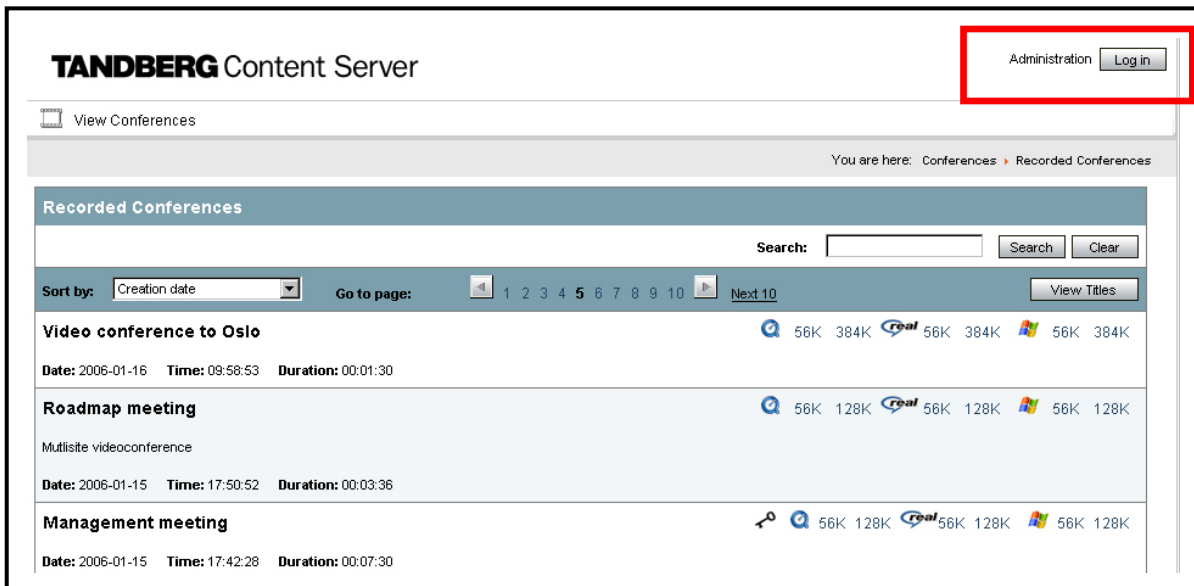 TANDBERG Content Server
Administration Log in
View Conferences
You are here: Conferences Recorded Conferences
Recorded Conferences
Search: Search Clear
Sort by: Creation date Go to page: 1 2 3 4 5 6 7 8 9 10 Next 10 View Titles
Video conference to Oslo 56K 384K real 56K 384K 56K 384K
Date: 2006-01-16 Time: 09:58:53 Duration: 00:01:30
Roadmap meeting 56K 128K real 56K 128K 56K 128K
Mutlisite videoconference
Date: 2006-01-15 Time: 17:50:52 Duration: 00:03:36
Management meeting 56K 128K real 56K 128K 56K 128K
Date: 2006-01-15 Time: 17:42:28 Duration: 00:07:30